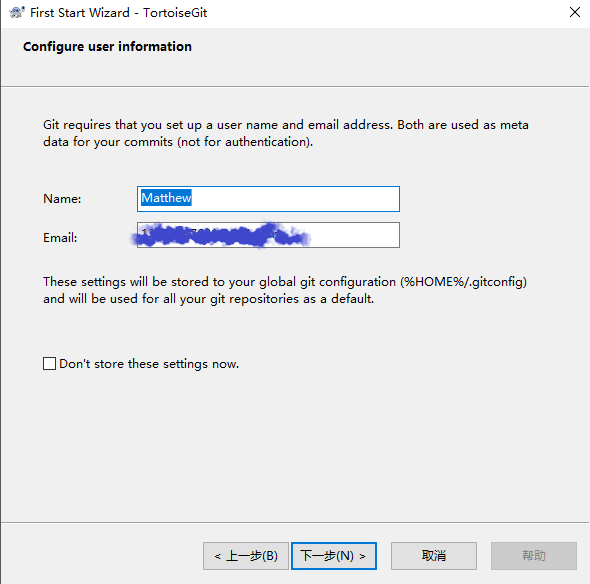 First Start Wizard - TortoiseGit
Configure user information
Git requires that you set up a user name and email address. Both are used as meta
data for your commits (not for authentication).
Name:
Matthew
Email:
These settings will be stored to your global git configuration (%HOME%/.gitconfig)
and will be used for all your git repositories as a default.
Don't store these settings now.
< 上一步(B) 下一步(N) > 取消 帮助